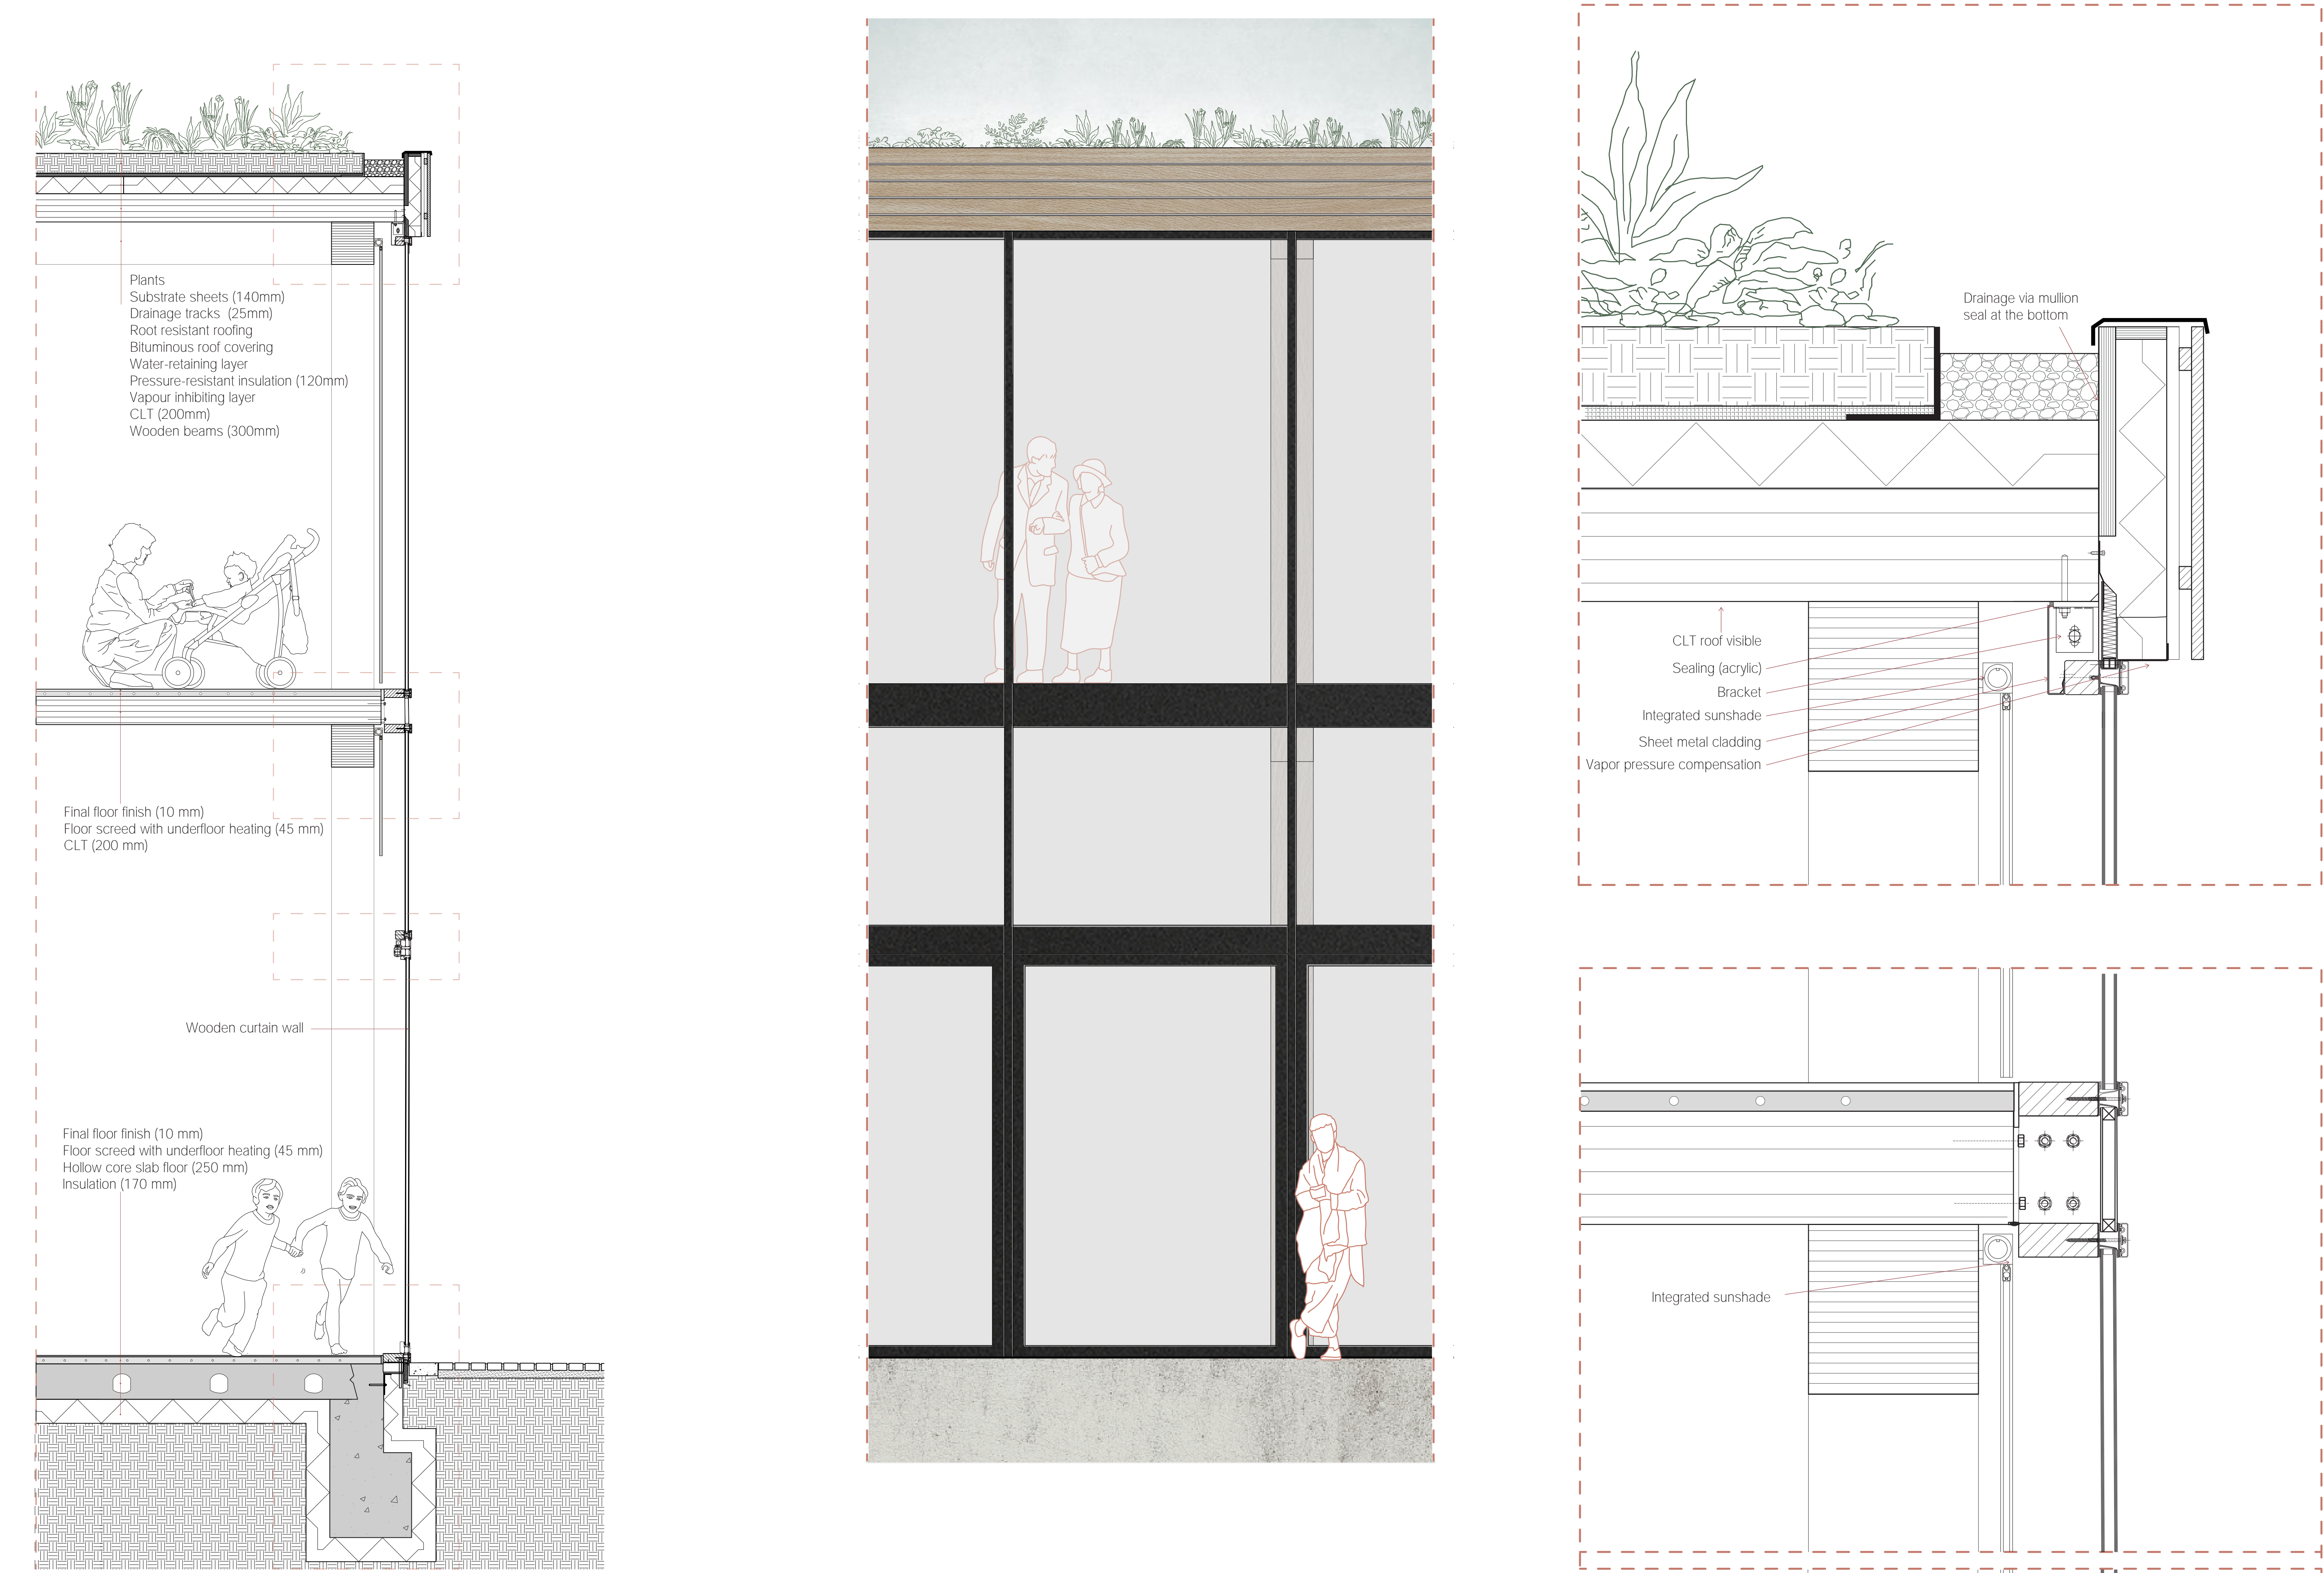 Plants
Substrate sheets (140mm)
Drainage tracks (25mm)
Root resistant roofing
Bituminous roof covering
Water-retaining layer
Pressure-resistant insulation (120mm)
Vapour inhibiting layer
CLT (200mm)
Wooden beams (300mm)
Final floor finish (10 mm)
Floor screed with underfloor heating (45 mm)
CLT (200 mm)
Wooden curtain wall
Final floor finish (10 mm)
Floor screed with underfloor heating (45 mm)
Hollow core slab floor (250 mm)
Insulation (170 mm)
Drainage via mullion
seal at the bottom
CLT roof visible
Sealing (acrylic)
Bracket
Integrated sunshade
Sheet metal cladding
Vapor pressure compensation
Integrated sunshade